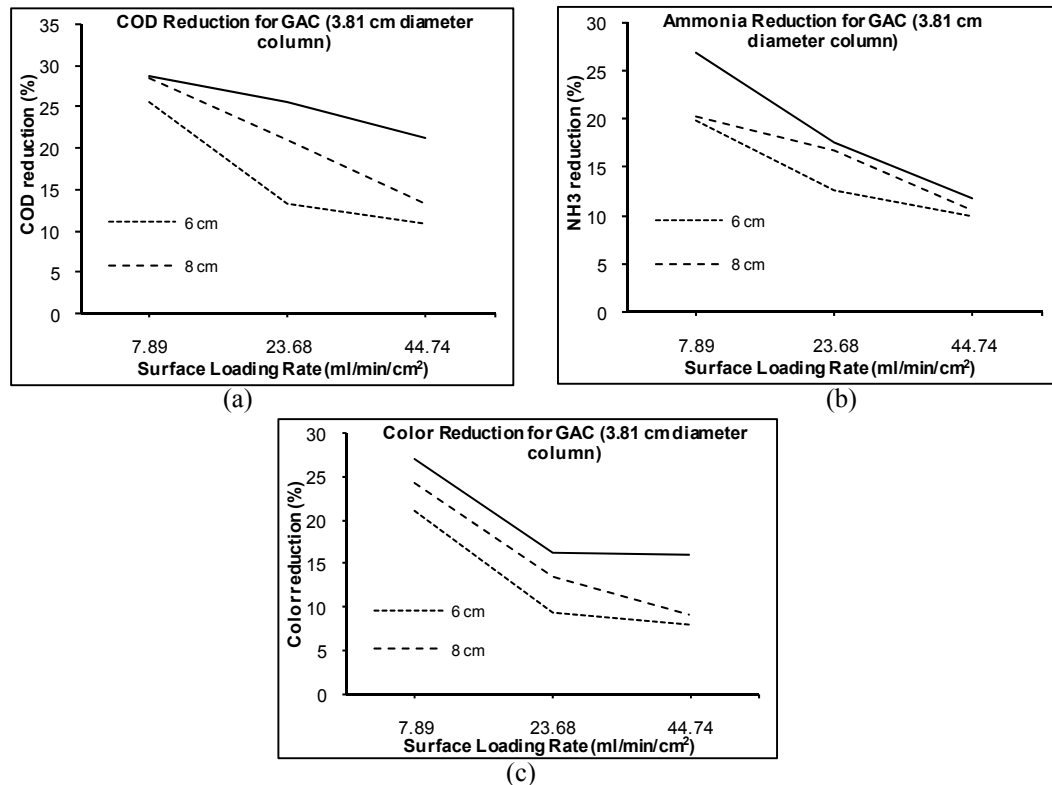 COD Reduction for GAC (3.81 cm diameter
column)
COD reduction (%)
35
30
25
20
15
10
5
0
6 cm
8 cm
7.89 23.68 44.74
Surface Loading Rate (ml/min/cm²)
(a)
Ammonia Reduction for GAC (3.81 cm
diameter column)
NH3 reduction (%)
30
25
20
15
10
5
0
6 cm
8 cm
7.89 23.68 44.74
Surface Loading Rate (ml/min/cm²)
(b)
Color Reduction for GAC (3.81 cm diameter
column)
Color reduction (%)
30
25
20
15
10
5
0
6 cm
8 cm
7.89 23.68 44.74
Surface Loading Rate (ml/min/cm²)
(c)